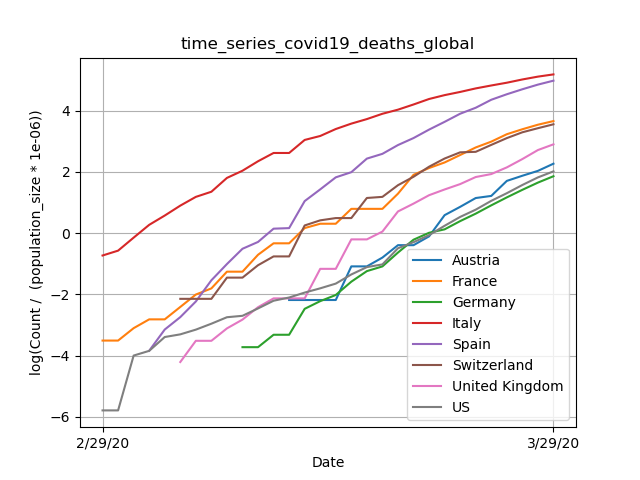 time_series_covid19_deaths_global
log(Count / (population_size * 1e-06))
4
2
0
−2
−4
−6
2/29/20
3/29/20
Date
Austria
France
Germany
Italy
Spain
Switzerland
United Kingdom
US